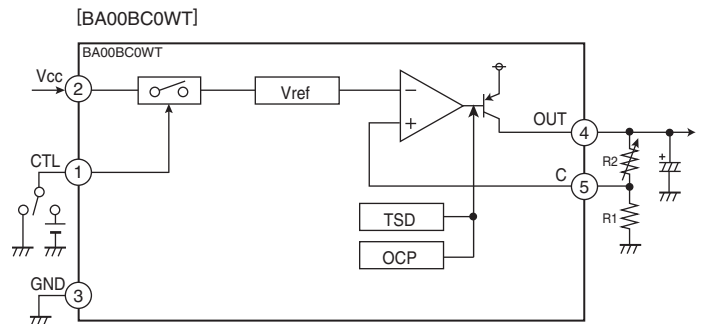 [BA00BC0WT]
BA00BC0WT
Vcc
2
Vref
−
+
OUT
4
CTL
1
R2
+
C
5
R1
TSD
OCP
GND
3